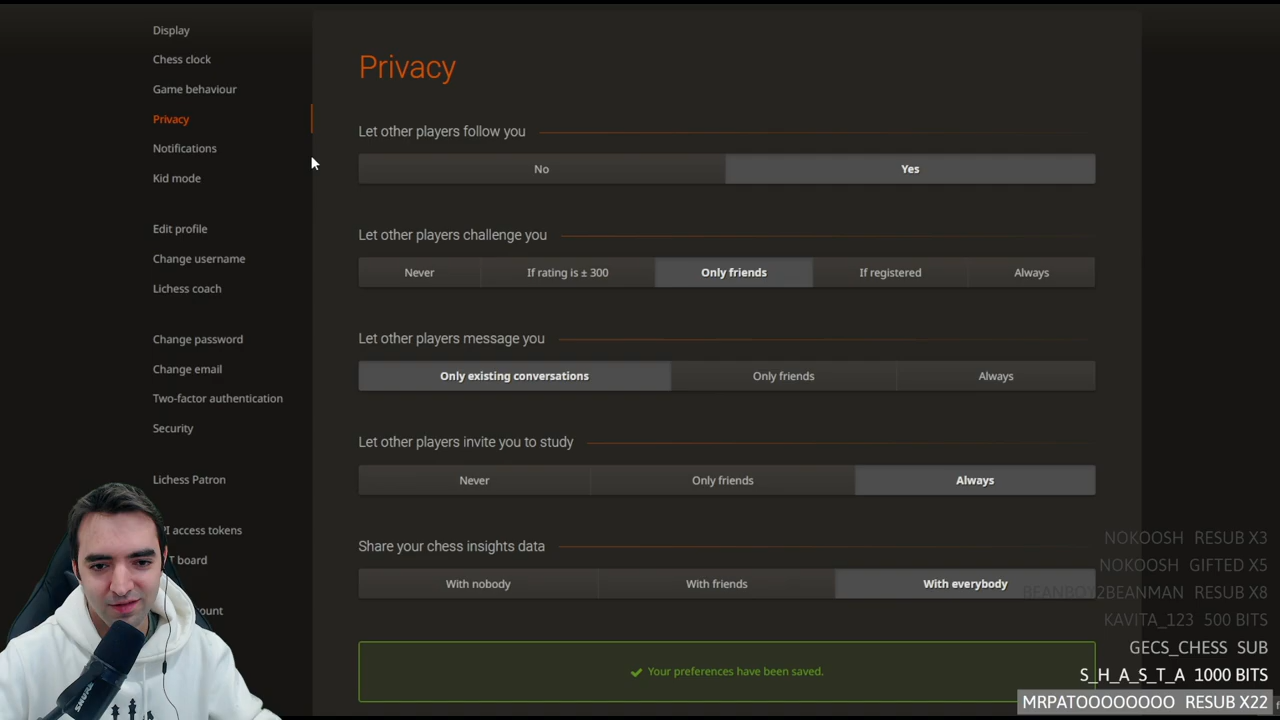 Display
Chess clock
Game behaviour
Privacy
Notifications
Kid mode
Edit profile
Change username
Lichess coach
Change password
Change email
Two-factor authentication
Security
Lichess Patron
PI access tokens
board
ount
Privacy
Let other players follow you
No Yes
Let other players challenge you
Never If rating is ± 300 Only friends If registered Always
Let other players message you
Only existing conversations Only friends Always
Let other players invite you to study
Never Only friends Always
Share your chess insights data
With nobody With friends With everybody
Your preferences have been saved.
NOKOOSH RESUB X3
NOKOOSH GIFTED X5
RESUB X8
KAVITA_123 500 BITS
GECS_CHESS SUB
S_H_A_S_T_A 1000 BITS
MRPATOOOOOOOO RESUB X22